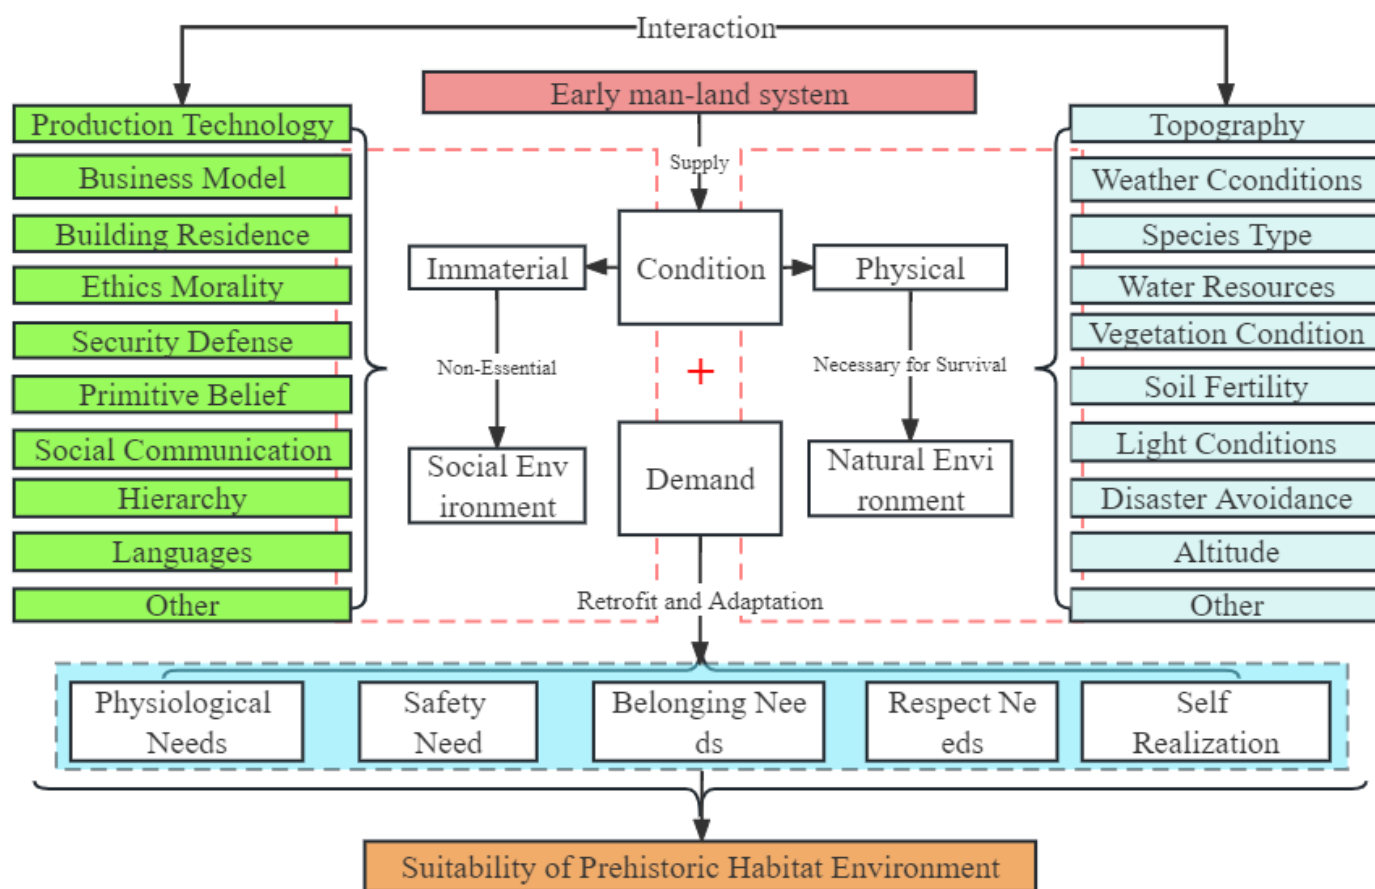 Interaction
Early man-land system
Production Technology
Business Model
Building Residence
Ethics Morality
Security Defense
Primitive Belief
Social Communication
Hierarchy
Languages
Other
Supply
Condition
Immaterial
Physical
Non-Essential
Necessary for Survival
+
Social Env
ironment
Demand
Natural Envi
ronment
Retrofit and Adaptation
Topography
Weather Cconditions
Species Type
Water Resources
Vegetation Condition
Soil Fertility
Light Conditions
Disaster Avoidance
Altitude
Other
Physiological
Needs
Safety
Need
Belonging Nee
ds
Respect Ne
eds
Self
Realization
Suitability of Prehistoric Habitat Environment